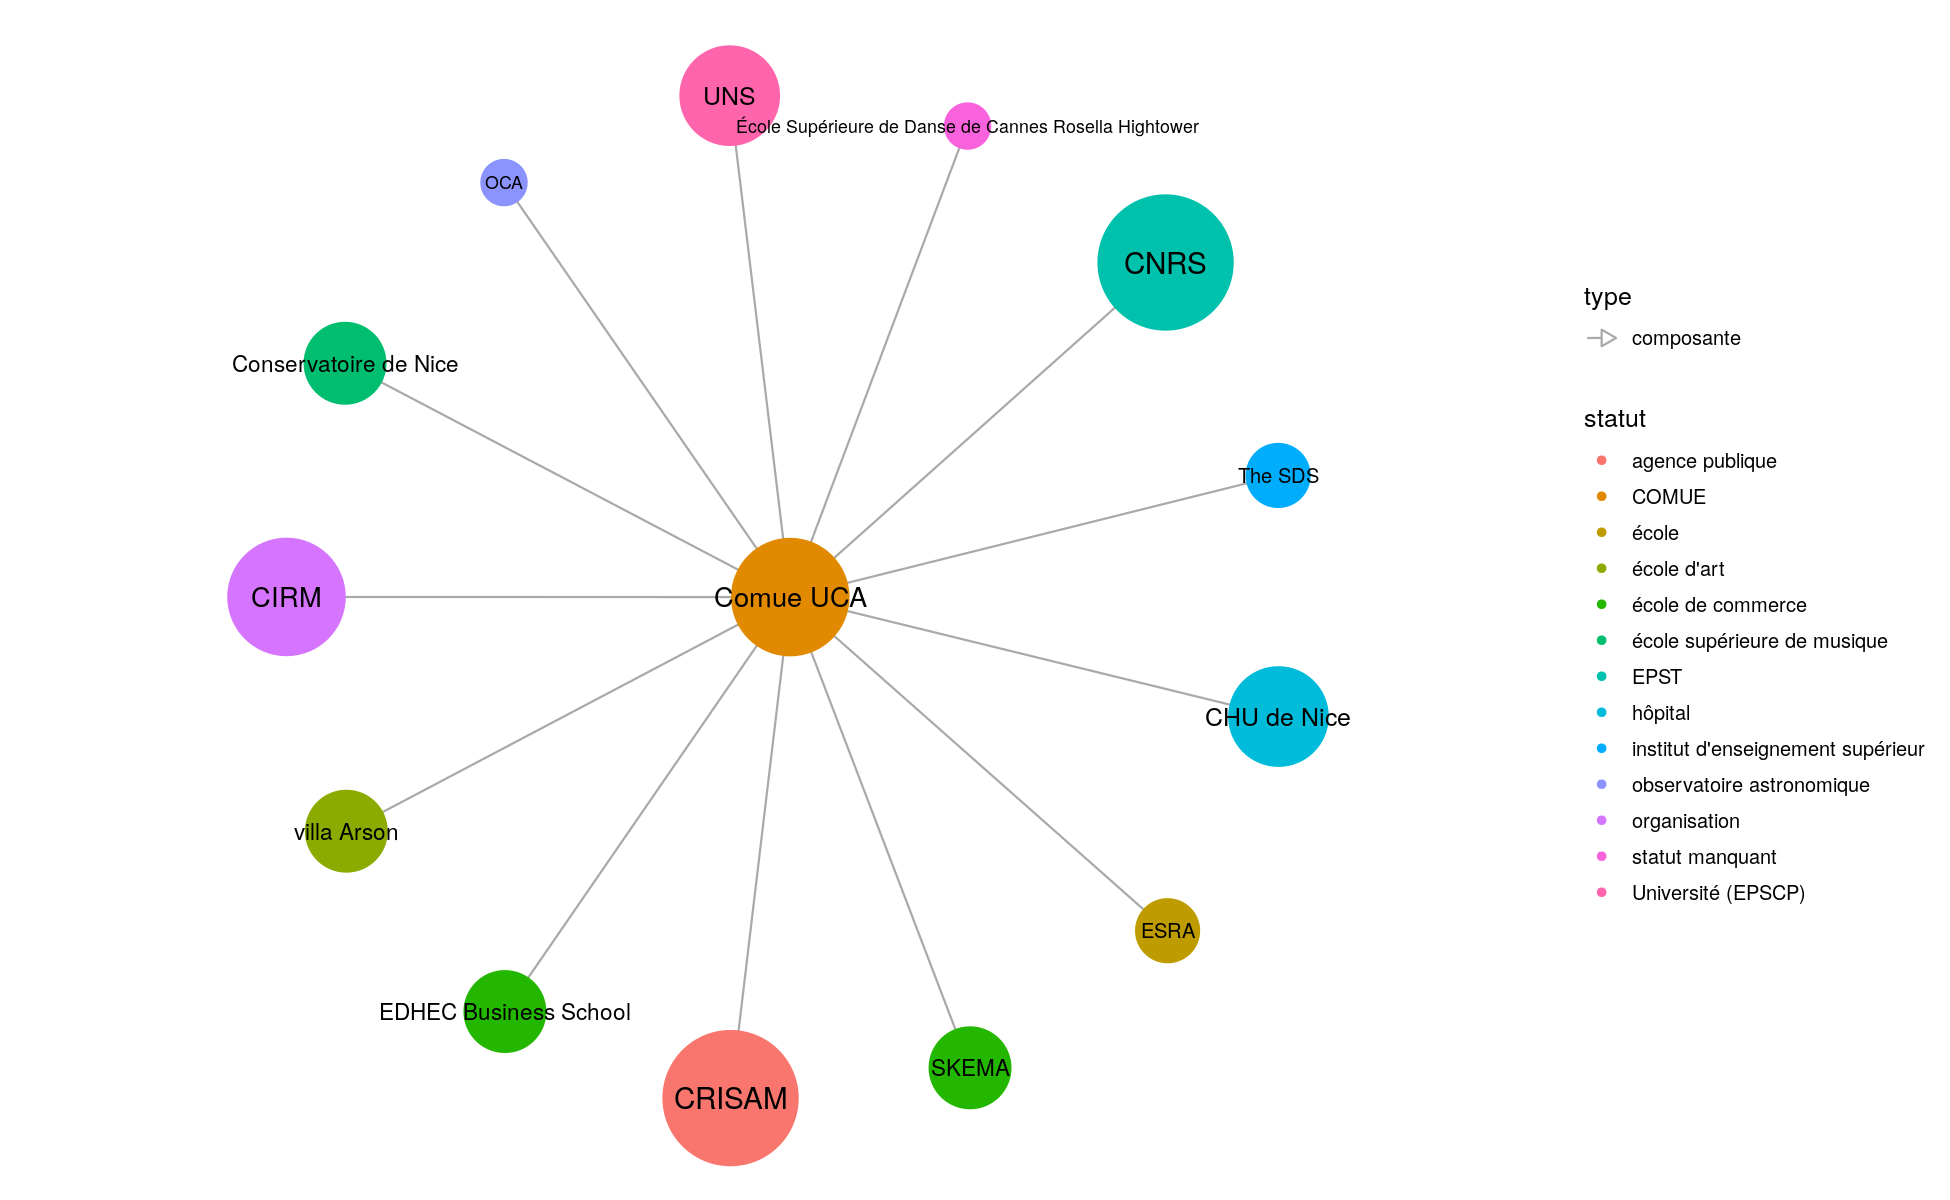 UNS
École Supérieure de Danse de Cannes Rosella Hightower
OCA
CNRS
Conservatoire de Nice
The SDS
CIRM
Comue UCA
CHU de Nice
villa Arson
ESRA
EDHEC Business School
SKEMA
CRISAM
type
composante
statut
agence publique
COMUE
école
école d'art
école de commerce
école supérieure de musique
EPST
hôpital
institut d'enseignement supérieur
observatoire astronomique
organisation
statut manquant
Université (EPSCP)